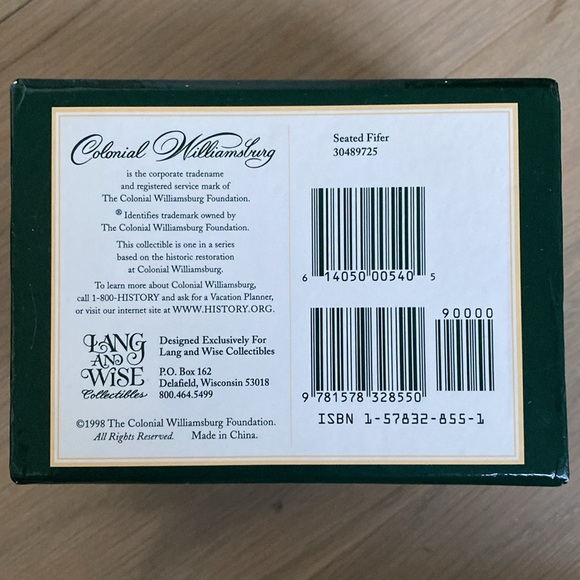 Colonial Williamsburg
is the corporate tradename
and registered service mark of
The Colonial Williamsburg Foundation.
® Identifies trademark owned by
The Colonial Williamsburg Foundation.
This collectible is one in a series
based on the historic restoration
at Colonial Williamsburg.
To learn more about Colonial Williamsburg,
call 1-800-HISTORY and ask for a Vacation Planner,
or visit our internet site at WWW.HISTORY.ORG.
LANG
AND
WISE
Collectibles
Designed Exclusively For
Lang and Wise Collectibles
P.O. Box 162
Delafield, Wisconsin 53018
800.464.5499
©1998 The Colonial Williamsburg Foundation.
All Rights Reserved. Made in China.
Seated Fifer
30489725
6 14050 00540 5
90000
9 781578 328550
ISBN 1-57832-855-1